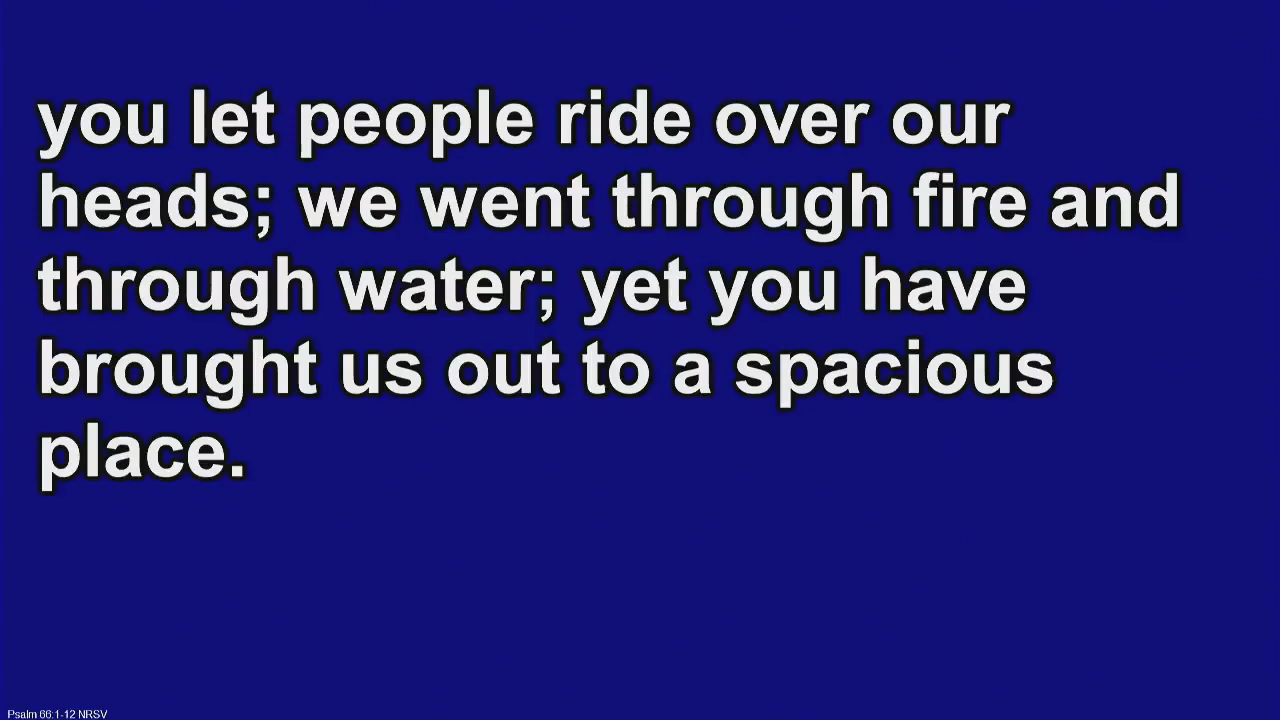 you let people ride over our
heads; we went through fire and
through water; yet you have
brought us out to a spacious
place.
Psalm 66:1-12 NRSV